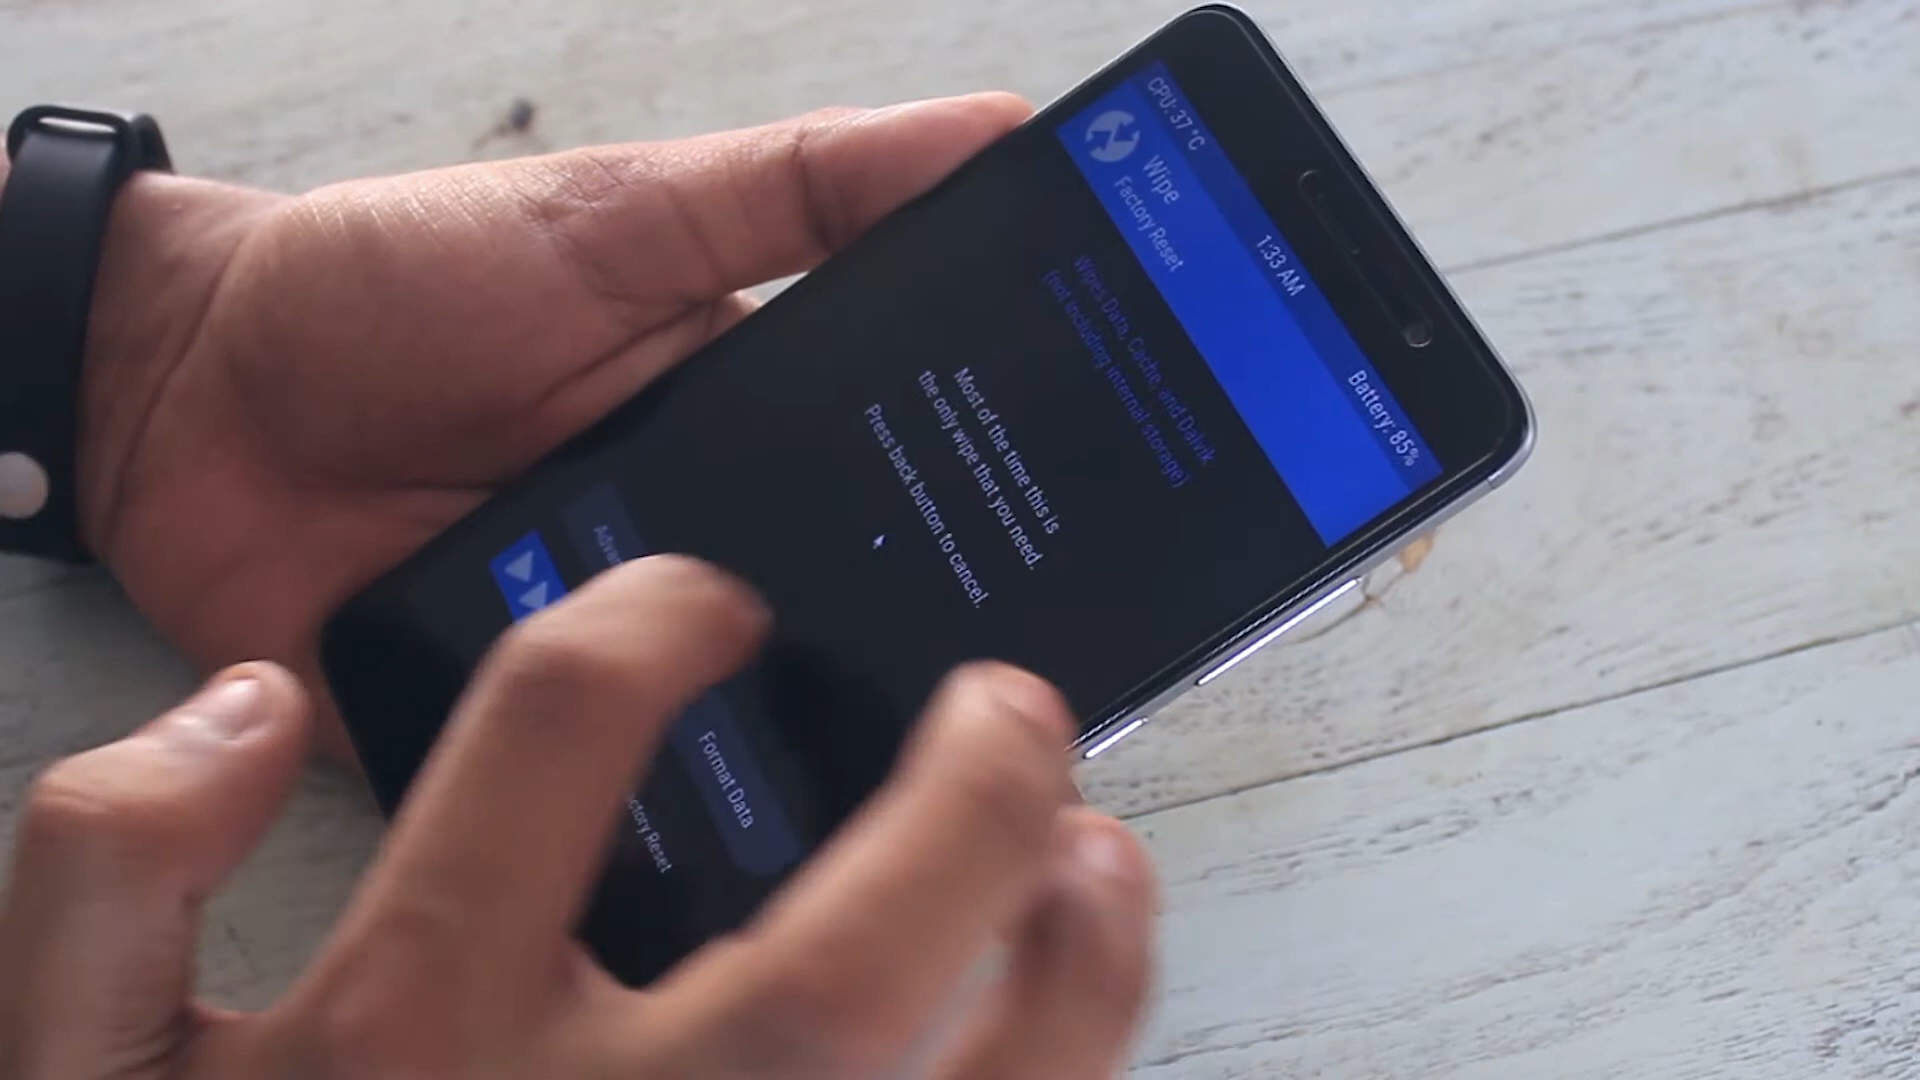 CPU: 37 °C
1:33 AM
Battery: 85%
Wipe
Factory Reset
Wipes Data, Cache, and Dalvik
(not including internal storage)
Most of the time this is
the only wipe that you need.
Press back button to cancel.
Format Data
Reset